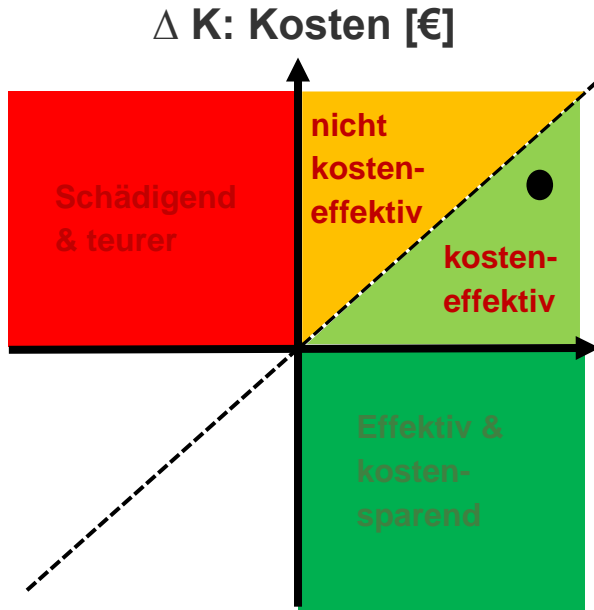 ∆ K: Kosten [€]
nicht
kosten-
effektiv
Schädigend
& teurer
kosten-
effektiv
Effektiv &
kosten-
sparend